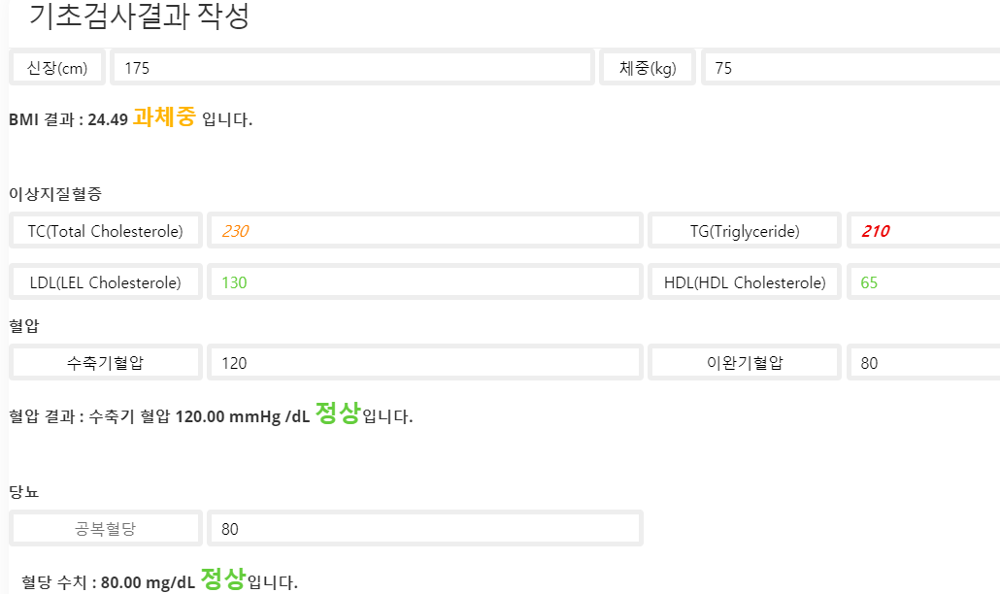 기초검사결과 작성
신장(cm) 175 체중(kg) 75
BMI 결과 : 24.49 과체중 입니다.
이상지질혈증
TC(Total Cholesterole) 230 TG(Triglyceride) 210
LDL(LEL Cholesterole) 130 HDL(HDL Cholesterole) 65
혈압
수축기혈압 120 이완기혈압 80
혈압 결과 : 수축기 혈압 120.00 mmHg /dL 정상입니다.
당뇨
공복혈당 80
혈당 수치 : 80.00 mg/dL 정상입니다.